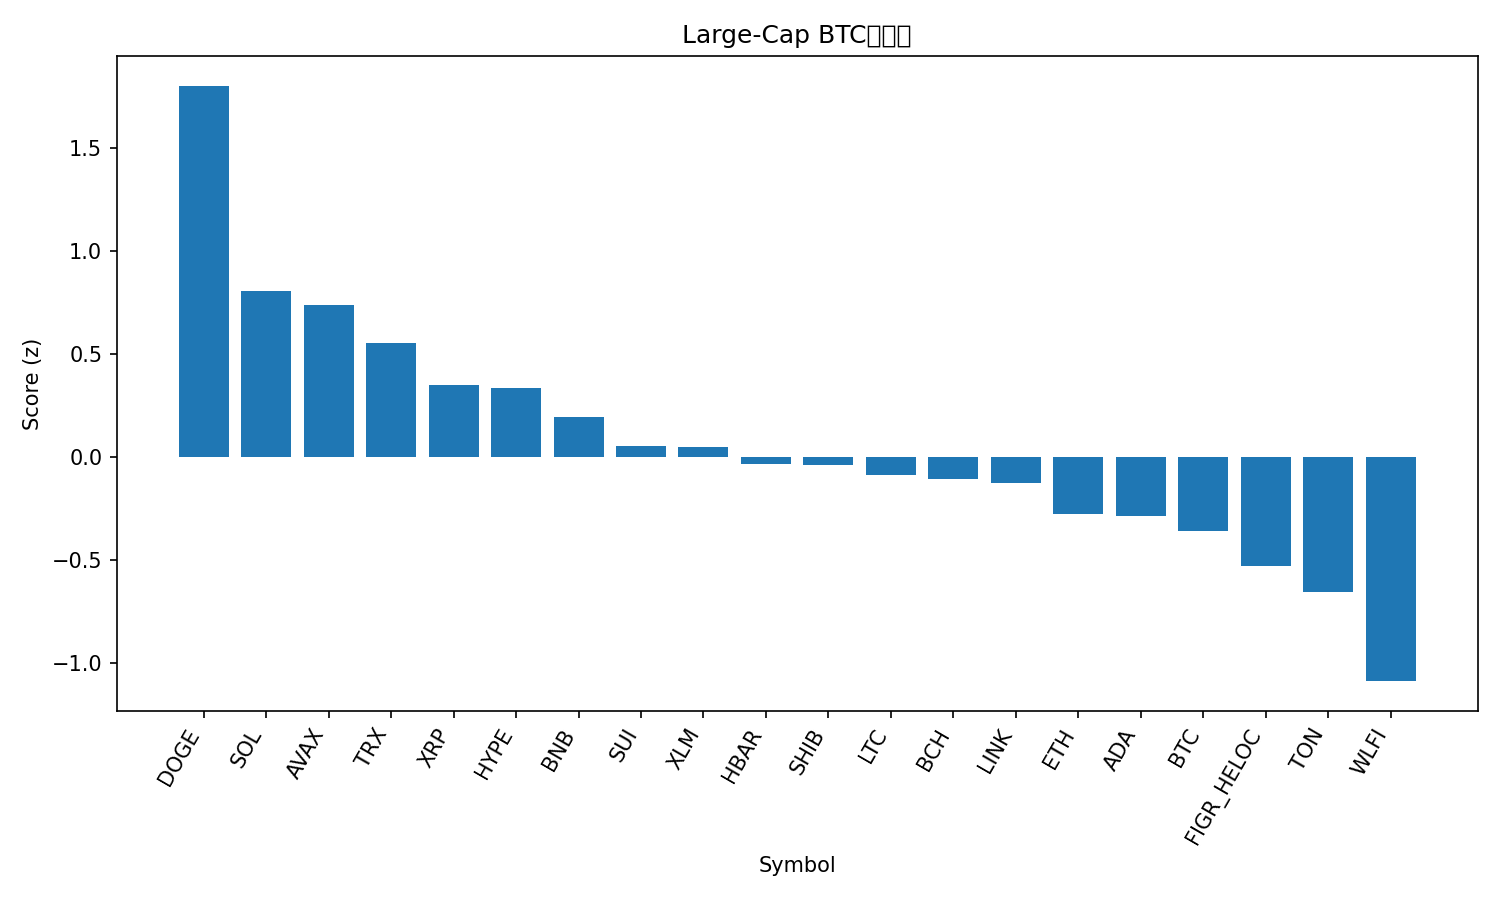 Large-Cap BTC
Score (z)
1.5
1.0
0.5
0.0
−0.5
−1.0
DOGE
SOL
AVAX
TRX
XRP
HYPE
BNB
SUI
XLM
HBAR
SHIB
LTC
BCH
LINK
ETH
ADA
BTC
FIGR_HELOC
TON
WLFI
Symbol